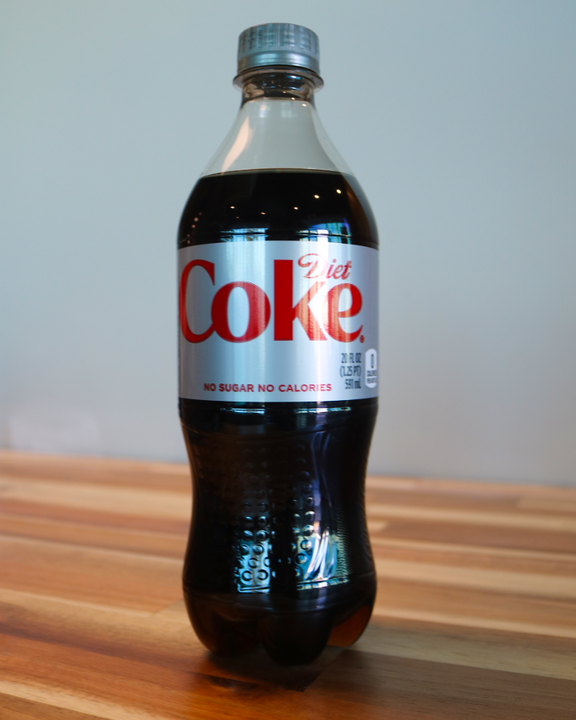 Diet
Coke
20 FL OZ
(1.25 PT)
591 mL
0
NO SUGAR NO CALORIES